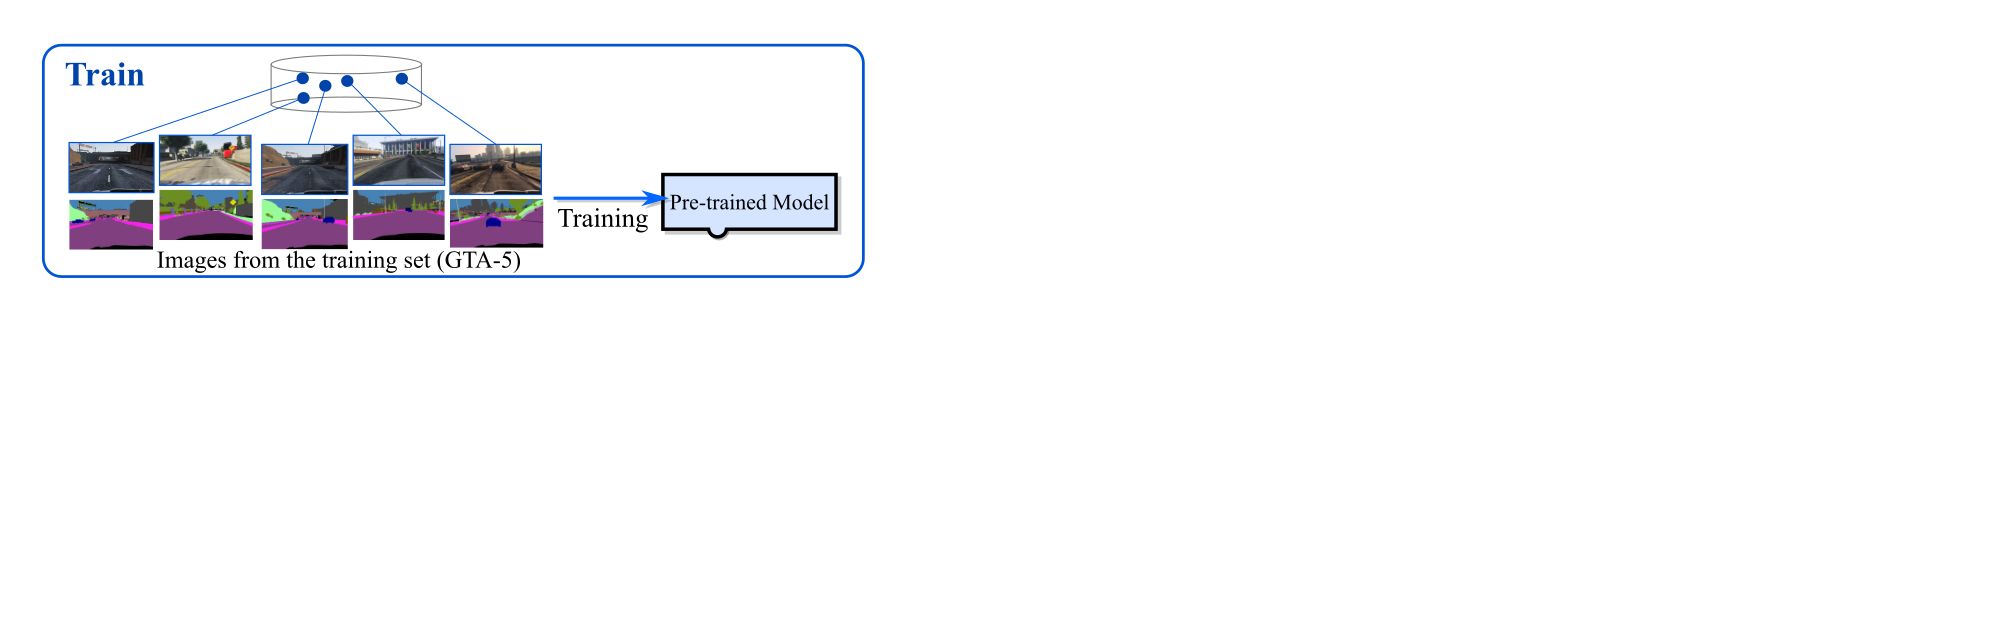 Train
Training
Pre-trained Model
Images from the training set (GTA-5)